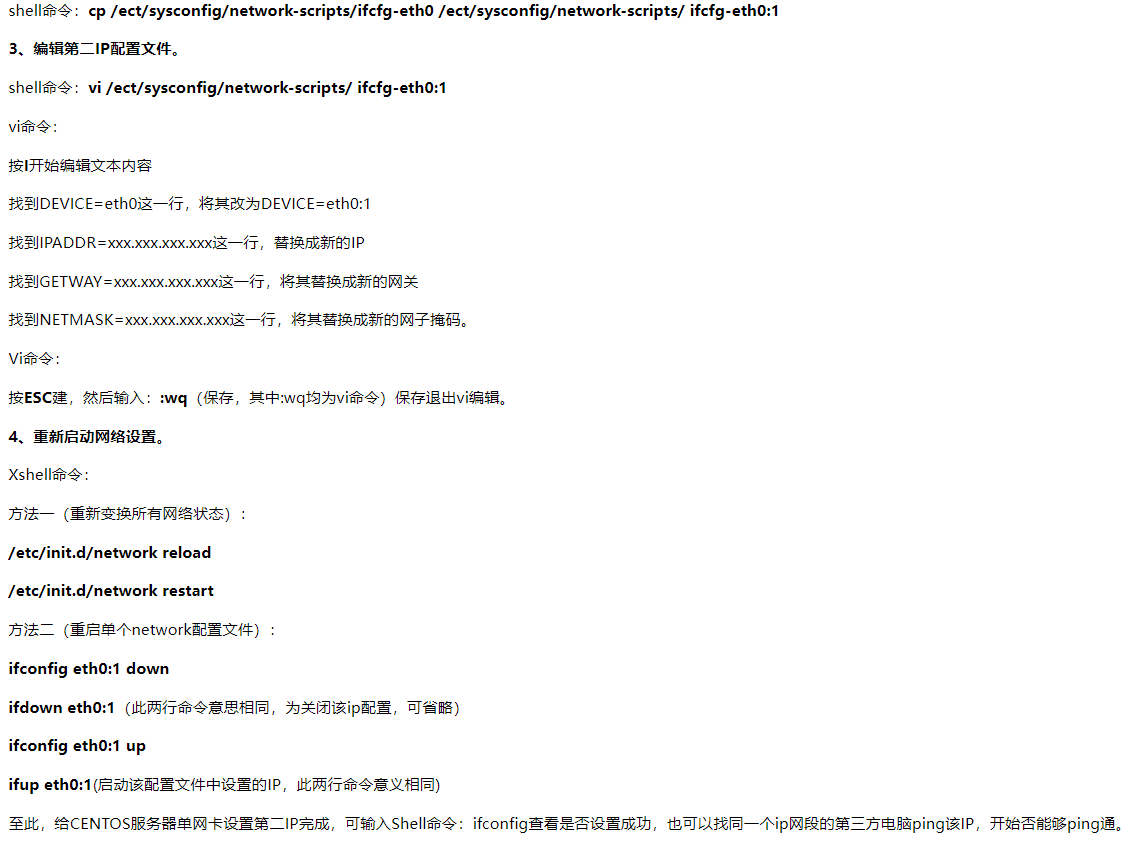 shell命令：cp /ect/sysconfig/network-scripts/ifcfg-eth0 /ect/sysconfig/network-scripts/ ifcfg-eth0:1
3、编辑第二IP配置文件。
shell命令：vi /ect/sysconfig/network-scripts/ ifcfg-eth0:1
vi命令：
按I开始编辑文本内容
找到DEVICE=eth0这一行，将其改为DEVICE=eth0:1
找到IPADDR=xxx.xxx.xxx.xxx这一行，替换成新的IP
找到GETWAY=xxx.xxx.xxx.xxx这一行，将其替换成新的网关
找到NETMASK=xxx.xxx.xxx.xxx这一行，将其替换成新的网子掩码。
Vi命令：
按ESC建，然后输入：:wq（保存，其中:wq均为vi命令）保存退出vi编辑。
4、重新启动网络设置。
Xshell命令：
方法一（重新变换所有网络状态）:
/etc/init.d/network reload
/etc/init.d/network restart
方法二（重启单个network配置文件）:
ifconfig eth0:1 down
ifdown eth0:1（此两行命令意思相同，为关闭该ip配置，可省略）
ifconfig eth0:1 up
ifup eth0:1(启动该配置文件中设置的IP，此两行命令意义相同)
至此，给CENTOS服务器单网卡设置第二IP完成，可输入Shell命令：ifconfig查看是否设置成功，也可以找同一个ip网段的第三方电脑ping该IP，开始否能够ping通。